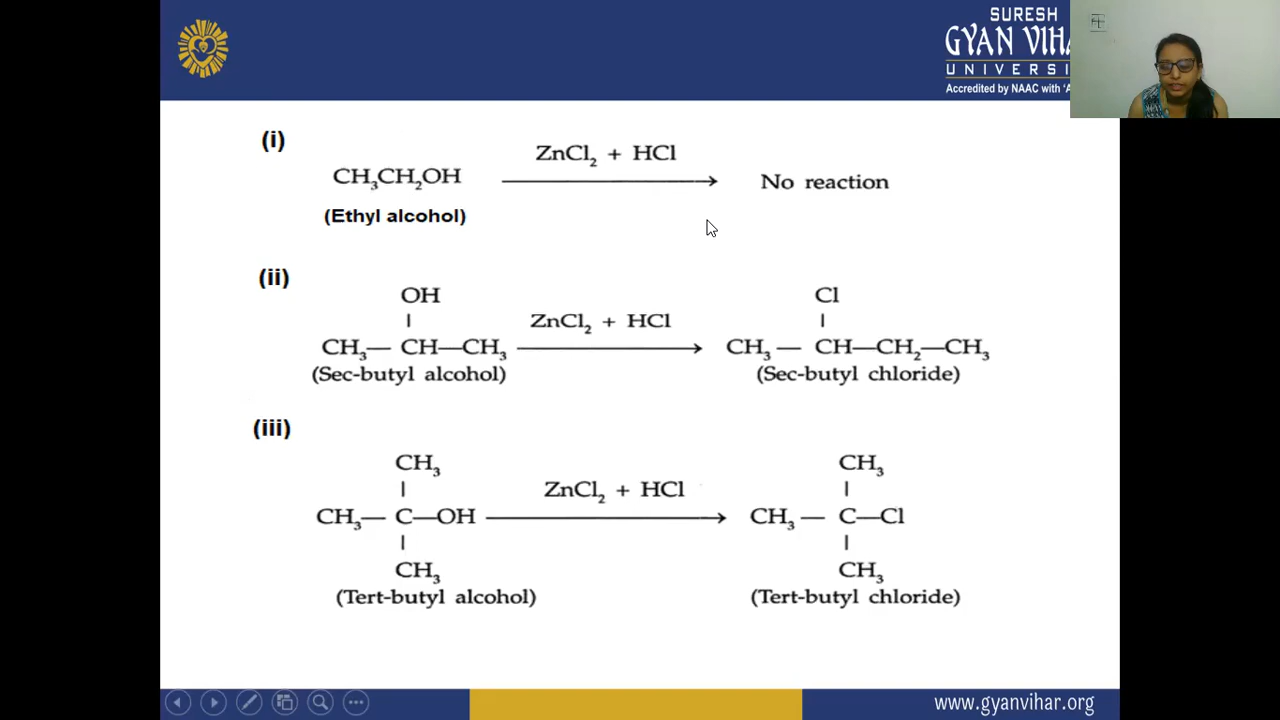 SURESH
GYAN VIHA
UNIVERSI
Accredited by NAAC with 'A
(i)
ZnCl₂ + HCl
CH₃CH₂OH
No reaction
(Ethyl alcohol)
(ii)
OH
Cl
ZnCl₂ + HCl
CH₃— CH—CH₃
CH₃ — CH—CH₂—CH₃
(Sec-butyl alcohol)
(Sec-butyl chloride)
(iii)
CH₃
CH₃
ZnCl₂ + HCl
CH₃— C—OH
CH₃ — C—Cl
CH₃
CH₃
(Tert-butyl alcohol)
(Tert-butyl chloride)
www.gyanvihar.org